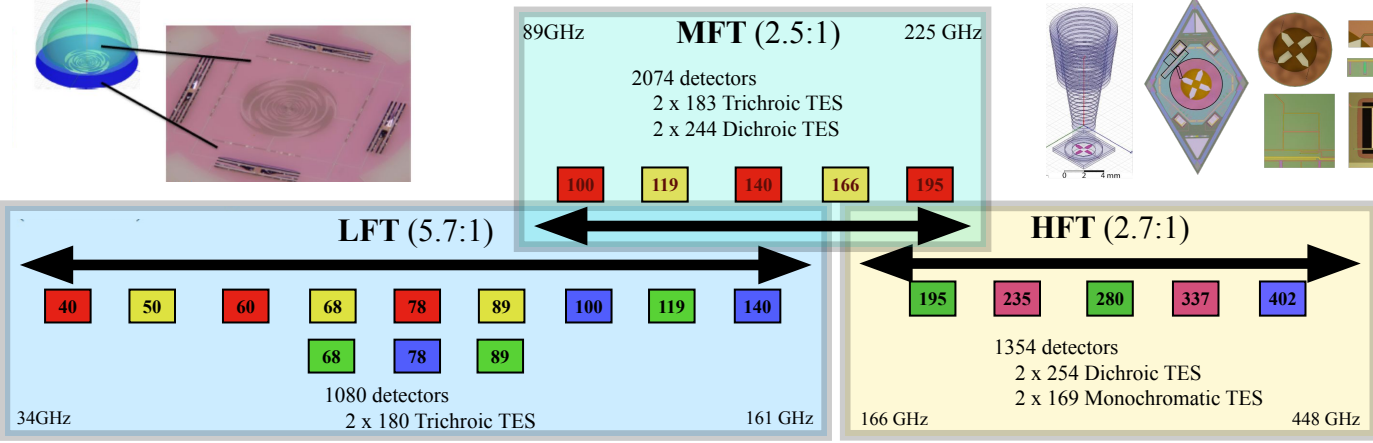 89GHz
MFT (2.5:1)
225 GHz
2074 detectors
2 x 183 Trichroic TES
2 x 244 Dichroic TES
100 119 140 166 195
0 2 4 mm
LFT (5.7:1)
40 50 60 68 78 89 100 119 140
68 78 89
1080 detectors
2 x 180 Trichroic TES
34GHz
161 GHz
HFT (2.7:1)
195 235 280 337 402
1354 detectors
2 x 254 Dichroic TES
2 x 169 Monochromatic TES
166 GHz
448 GHz